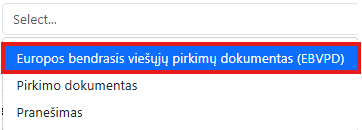 Select...
Europos bendrasis viešųjų pirkimų dokumentas (EBVPD)
Pirkimo dokumentas
Pranešimas